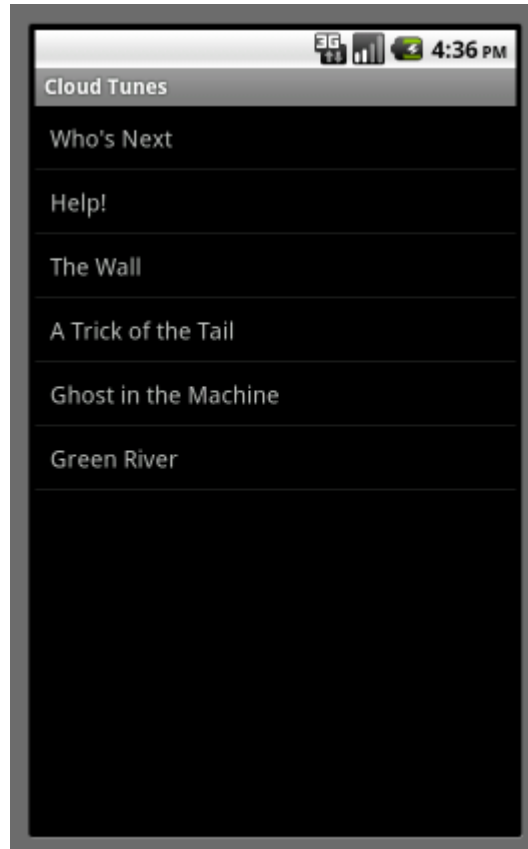 3G 4:36 PM
Cloud Tunes
Who's Next
Help!
The Wall
A Trick of the Tail
Ghost in the Machine
Green River